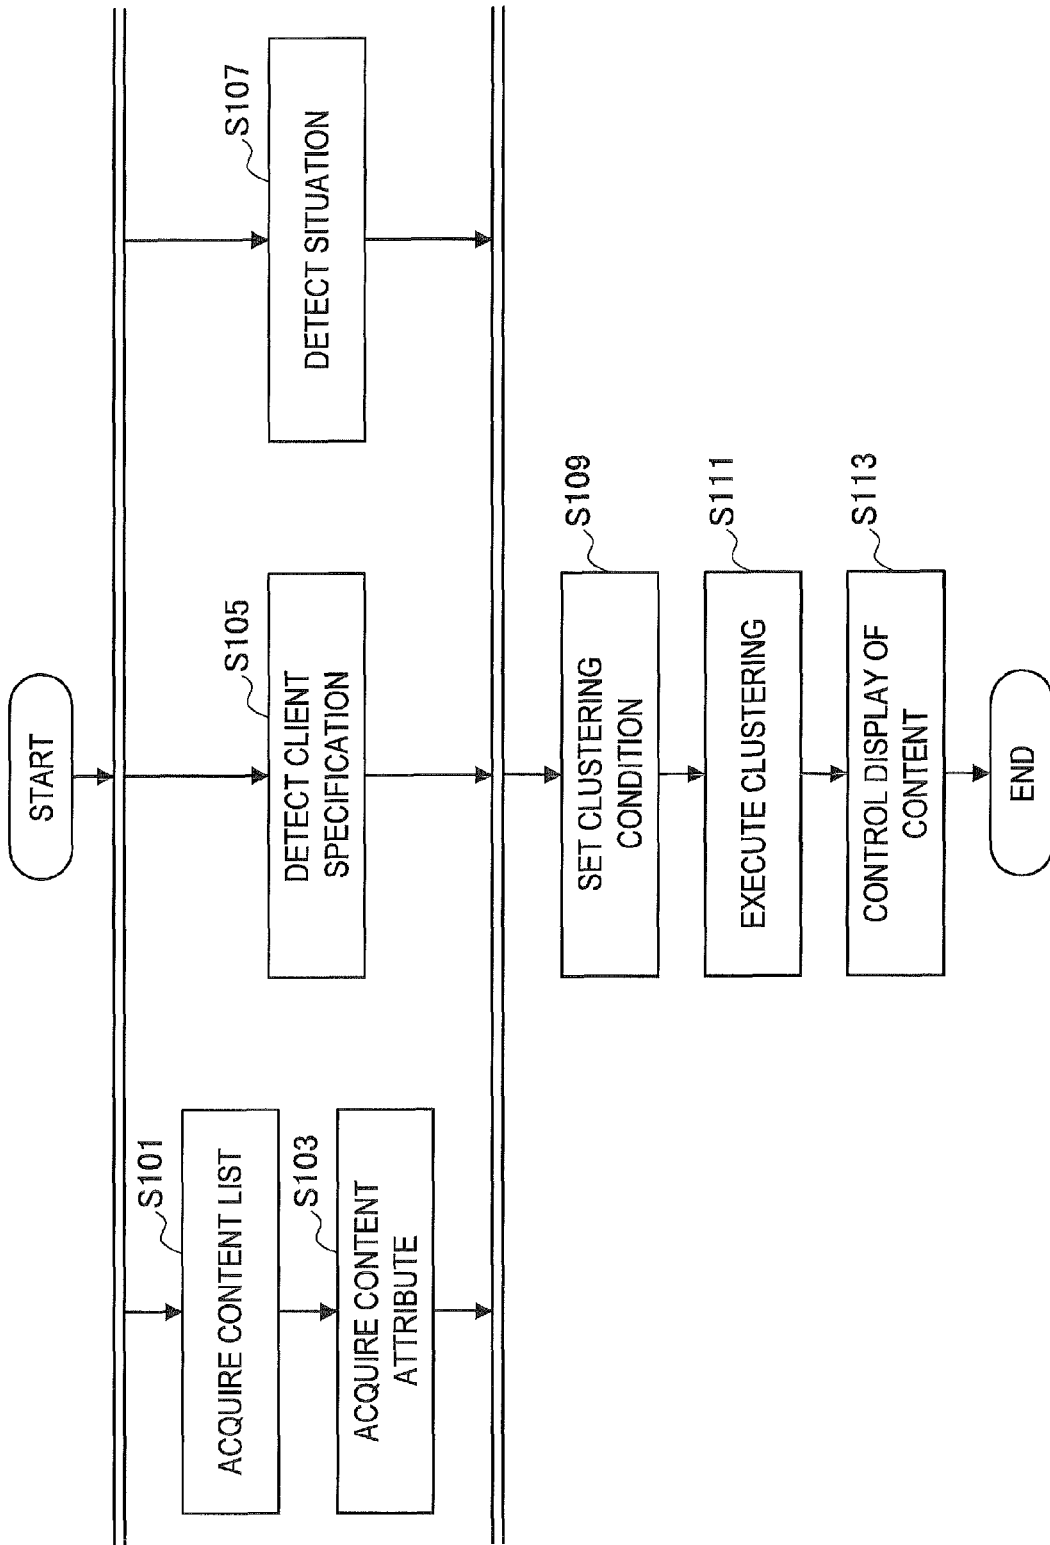 START
S101
ACQUIRE CONTENT LIST
S103
ACQUIRE CONTENT
ATTRIBUTE
S105
DETECT CLIENT
SPECIFICATION
S107
DETECT SITUATION
S109
SET CLUSTERING
CONDITION
S111
EXECUTE CLUSTERING
S113
CONTROL DISPLAY OF
CONTENT
END